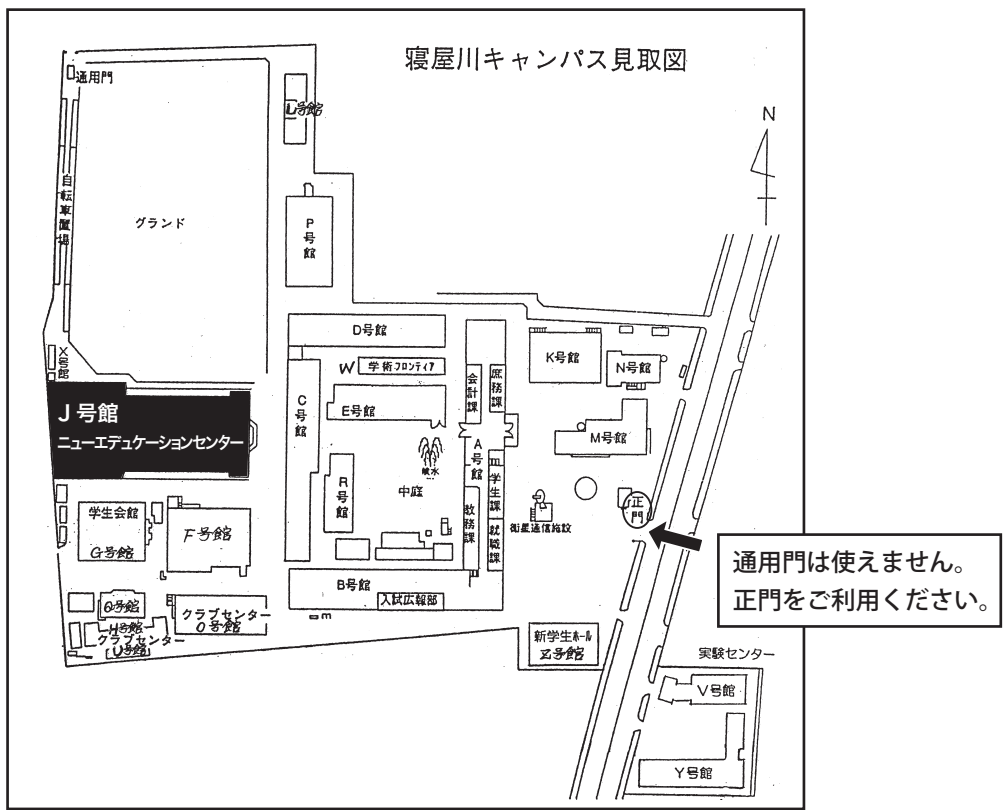 寝屋川キャンパス見取図
N
通用門
L号館
自転車置場
グランド
P号館
D号館
X号館
W 学術フロンティア
会計課
庶務課
K号館
N号館
J号館
ニューエデュケーションセンター
C号館
E号館
A号館
M号館
噴水
中庭
R号館
m
学生課
教務課
就職課
衛星通信施設
正門
学生会館
G号館
F号館
通用門は使えません。
正門をご利用ください。
B号館
入試広報部
Q号館
H号館
クラブセンター
U号館
クラブセンター
O号館
m
新学生ホール
Z号館
実験センター
V号館
Y号館